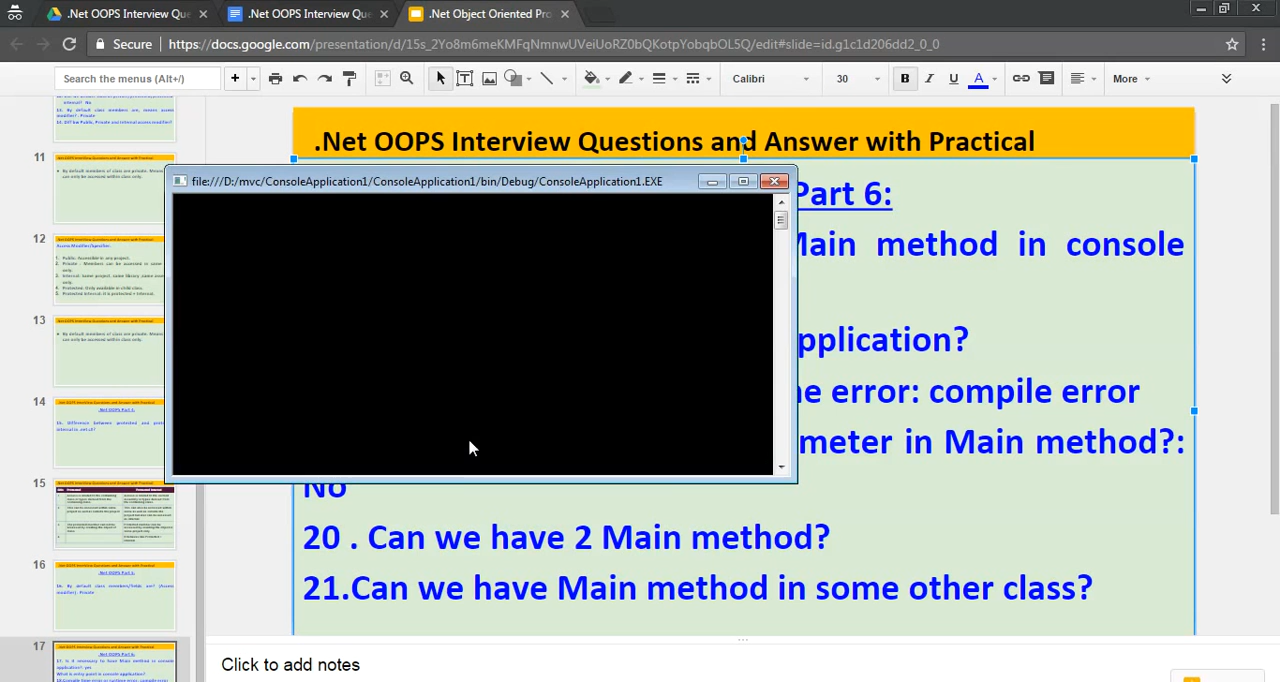 .Net OOPS Interview Ques
.Net OOPS Interview Qu
.Net Object Oriented Pro
Secure
https://docs.google.com/presentation/d/15s_2Yo8m6meKMFqNmnwUVeiUoRZ0bQKotpYobqbOL5Q/edit#slide=id.g1c1d206dd2_0_0
Search the menus (Alt+/)
Calibri
30
B
I
U
A
More
11
12
13
14
15
16
17
.Net OOPS Interview Questions and Answer with Practical
file:///D:/mvc/ConsoleApplication1/ConsoleApplication1/bin/Debug/ConsoleApplication1.EXE
Part 6:
Main method in console
pplication?
e error: compile error
meter in Main method?:
No
20 . Can we have 2 Main method?
21.Can we have Main method in some other class?
Click to add notes